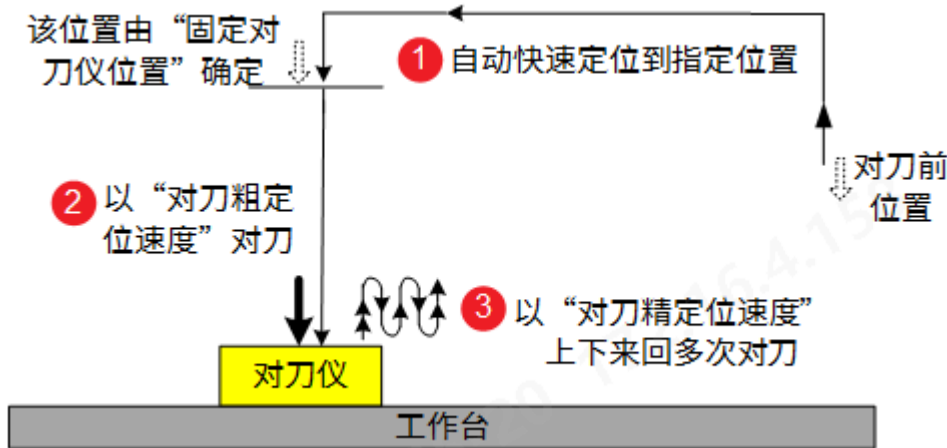 该位置由“固定对
刀仪位置”确定
1 自动快速定位到指定位置
对刀前
位置
2 以“对刀粗定
位速度”对刀
3 以“对刀精定位速度”
上下来回多次对刀
对刀仪
工作台